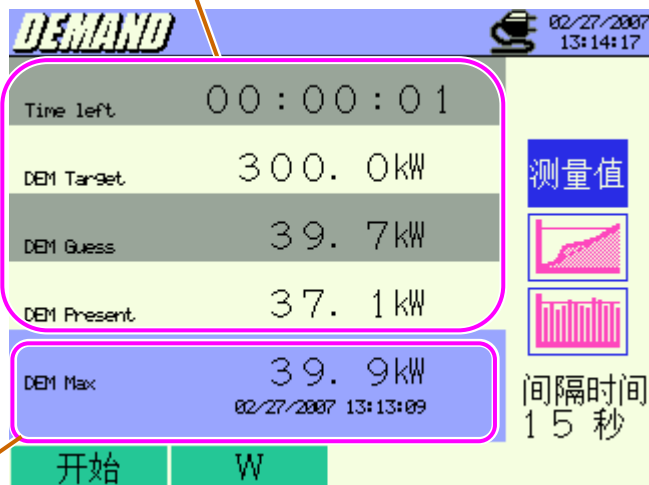 DEMAND
02/27/2007
13:14:17
Time left 00:00:01
DEM Target 300.0kW
DEM Guess 39.7kW
DEM Present 37.1kW
DEM Max 39.9kW
02/27/2007 13:13:09
测量值
间隔时间
15 秒
开始 W